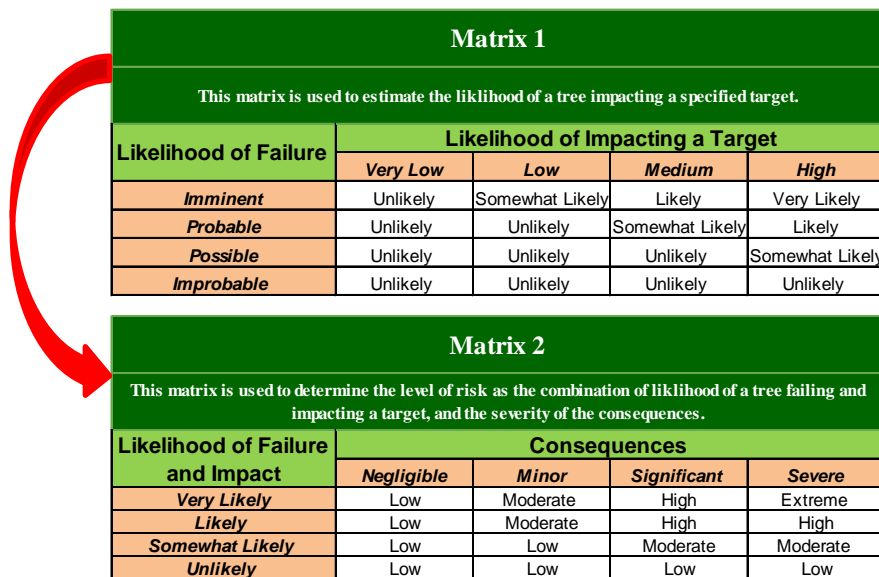 Matrix 1
This matrix is used to estimate the liklihood of a tree impacting a specified target.
Likelihood of Failure
Likelihood of Impacting a Target
Very Low Low Medium High
Imminent Unlikely Somewhat Likely Likely Very Likely
Probable Unlikely Unlikely Somewhat Likely Likely
Possible Unlikely Unlikely Unlikely Somewhat Likely
Improbable Unlikely Unlikely Unlikely Unlikely
Matrix 2
This matrix is used to determine the level of risk as the combination of liklihood of a tree failing and
impacting a target, and the severity of the consequences.
Likelihood of Failure
and Impact
Consequences
Negligible Minor Significant Severe
Very Likely Low Moderate High Extreme
Likely Low Moderate High High
Somewhat Likely Low Low Moderate Moderate
Unlikely Low Low Low Low